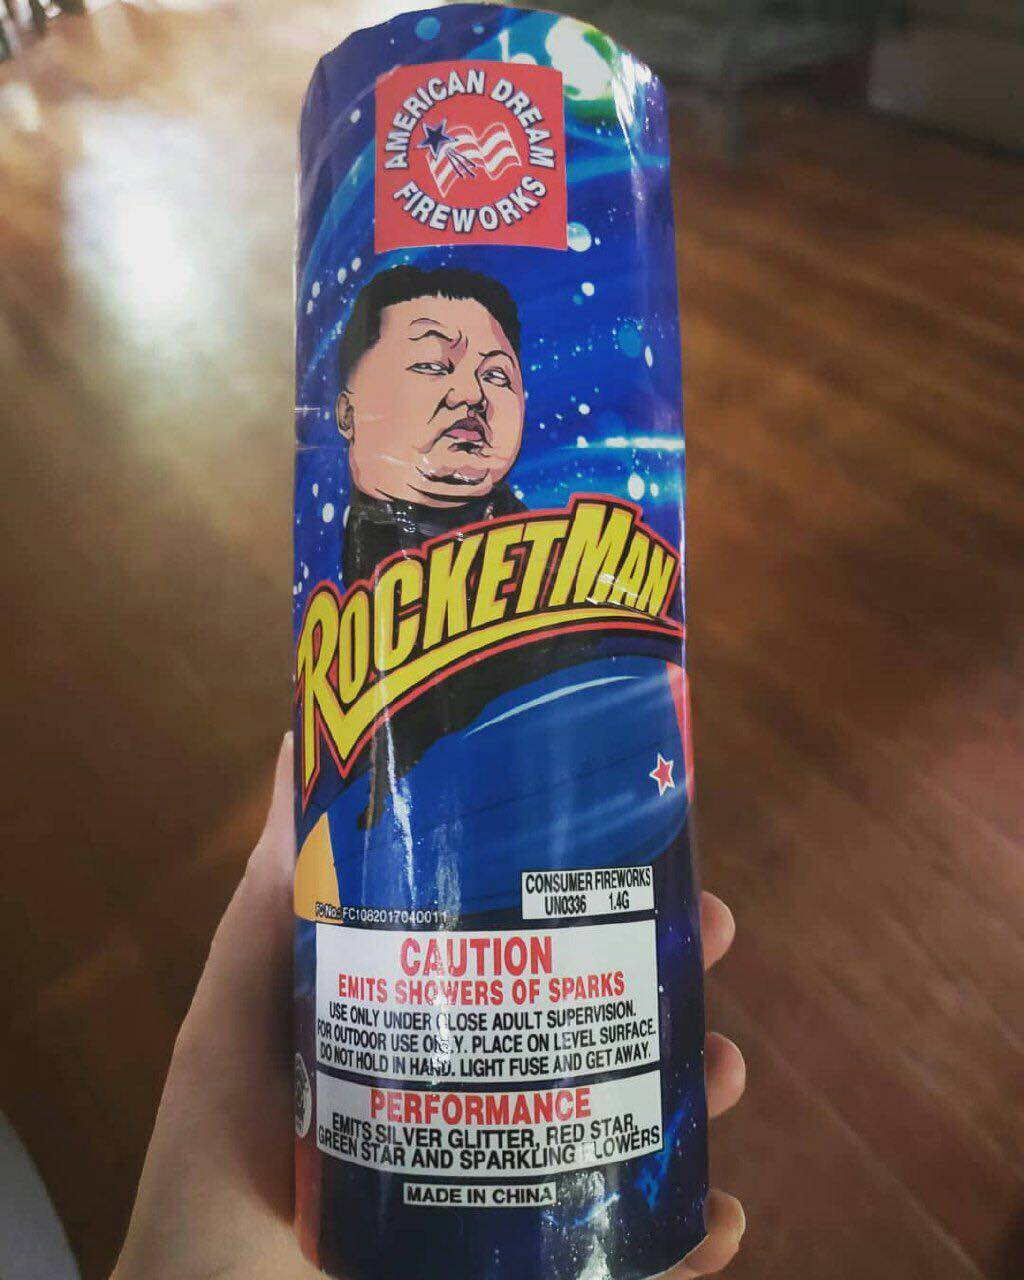 AMERICAN DREAM
FIREWORKS
ROCKETMAN
CONSUMER FIREWORKS
UN0336 1.4G
FC No.: FC1082017040011
CAUTION
EMITS SHOWERS OF SPARKS
USE ONLY UNDER CLOSE ADULT SUPERVISION.
FOR OUTDOOR USE ONLY. PLACE ON LEVEL SURFACE.
DO NOT HOLD IN HAND. LIGHT FUSE AND GET AWAY.
PERFORMANCE
EMITS SILVER GLITTER, RED STAR,
GREEN STAR AND SPARKLING FLOWERS
MADE IN CHINA